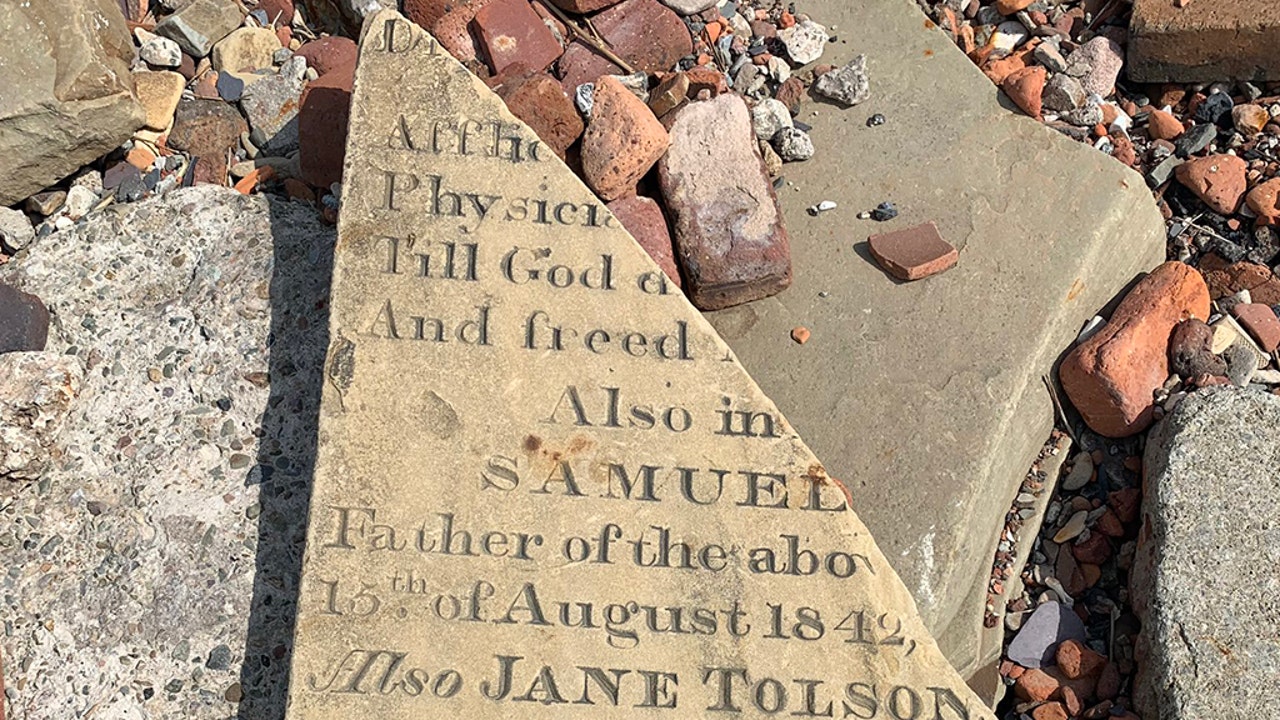 Da
Afflic
Physicia
Till God a
And freed
Also in
SAMUEL
Father of the abo
15th. of August 1842,
Also JANE TOLSON